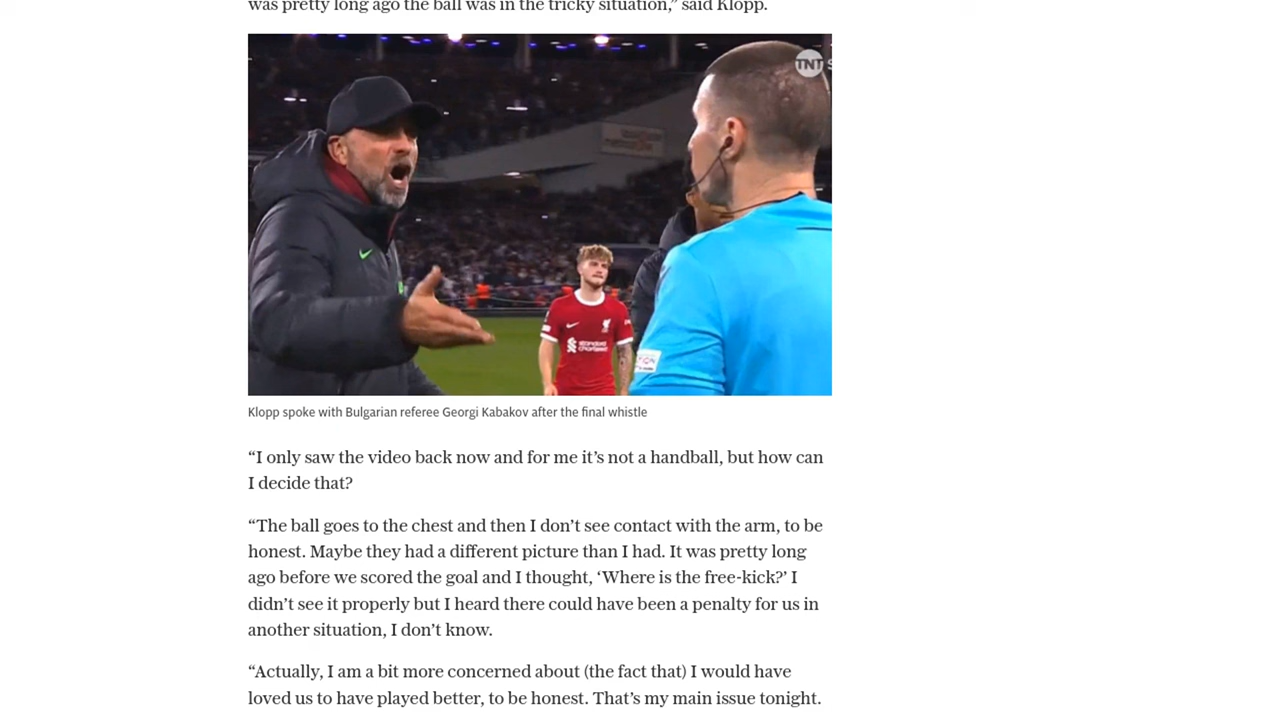 was pretty long ago the ball was in the tricky situation,” said Klopp.
TNT S
standard
chartered
Klopp spoke with Bulgarian referee Georgi Kabakov after the final whistle
“I only saw the video back now and for me it’s not a handball, but how can
I decide that?
“The ball goes to the chest and then I don’t see contact with the arm, to be
honest. Maybe they had a different picture than I had. It was pretty long
ago before we scored the goal and I thought, ‘Where is the free-kick?’ I
didn’t see it properly but I heard there could have been a penalty for us in
another situation, I don’t know.
“Actually, I am a bit more concerned about (the fact that) I would have
loved us to have played better, to be honest. That’s my main issue tonight.